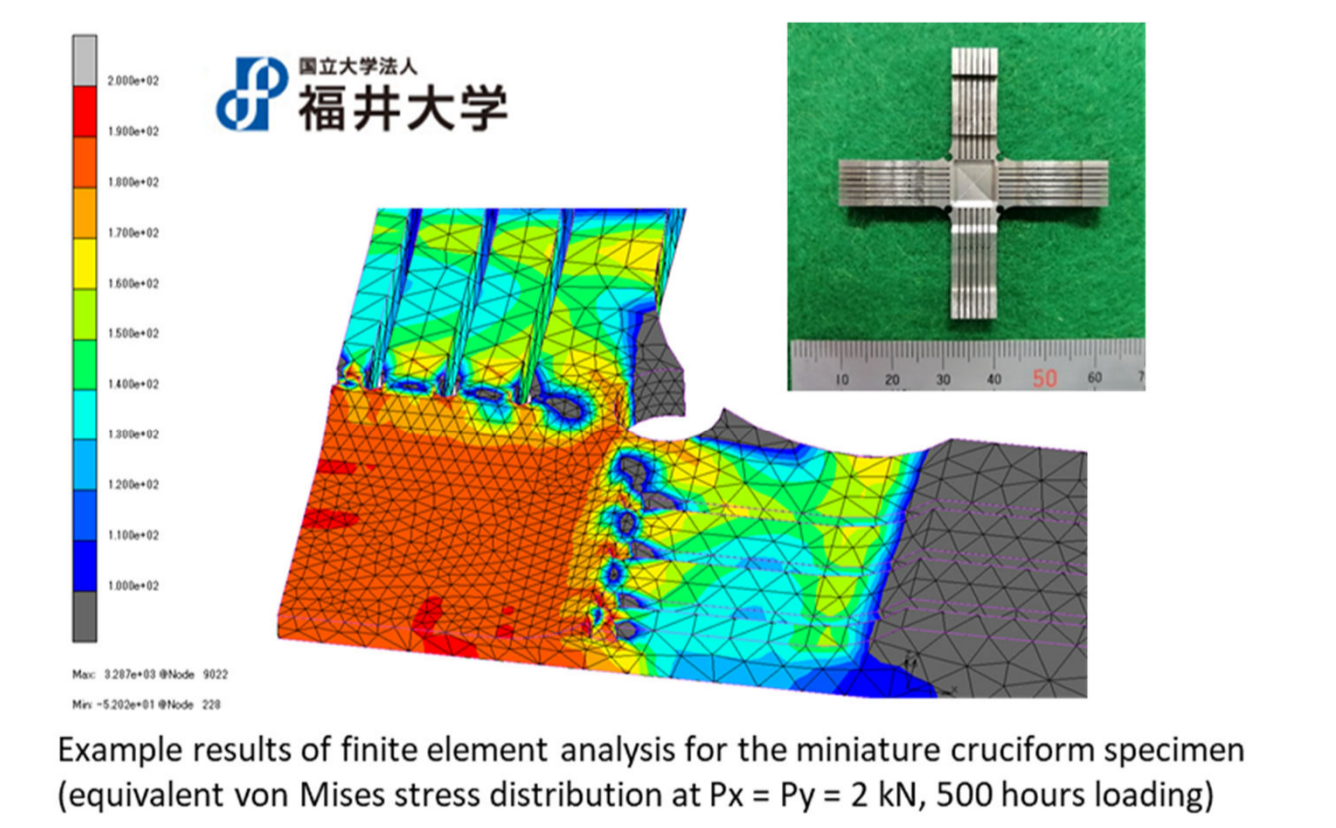 2.000e+02
1.900e+02
1.800e+02
1.700e+02
1.600e+02
1.500e+02
1.400e+02
1.300e+02
1.200e+02
1.100e+02
1.000e+02
国立大学法人
福井大学
10 20 30 40 50 60 7
Max: 3.287e+03 @Node 9022
Min: -5.202e+01 @Node 228
Example results of finite element analysis for the miniature cruciform specimen
(equivalent von Mises stress distribution at Px = Py = 2 kN, 500 hours loading)